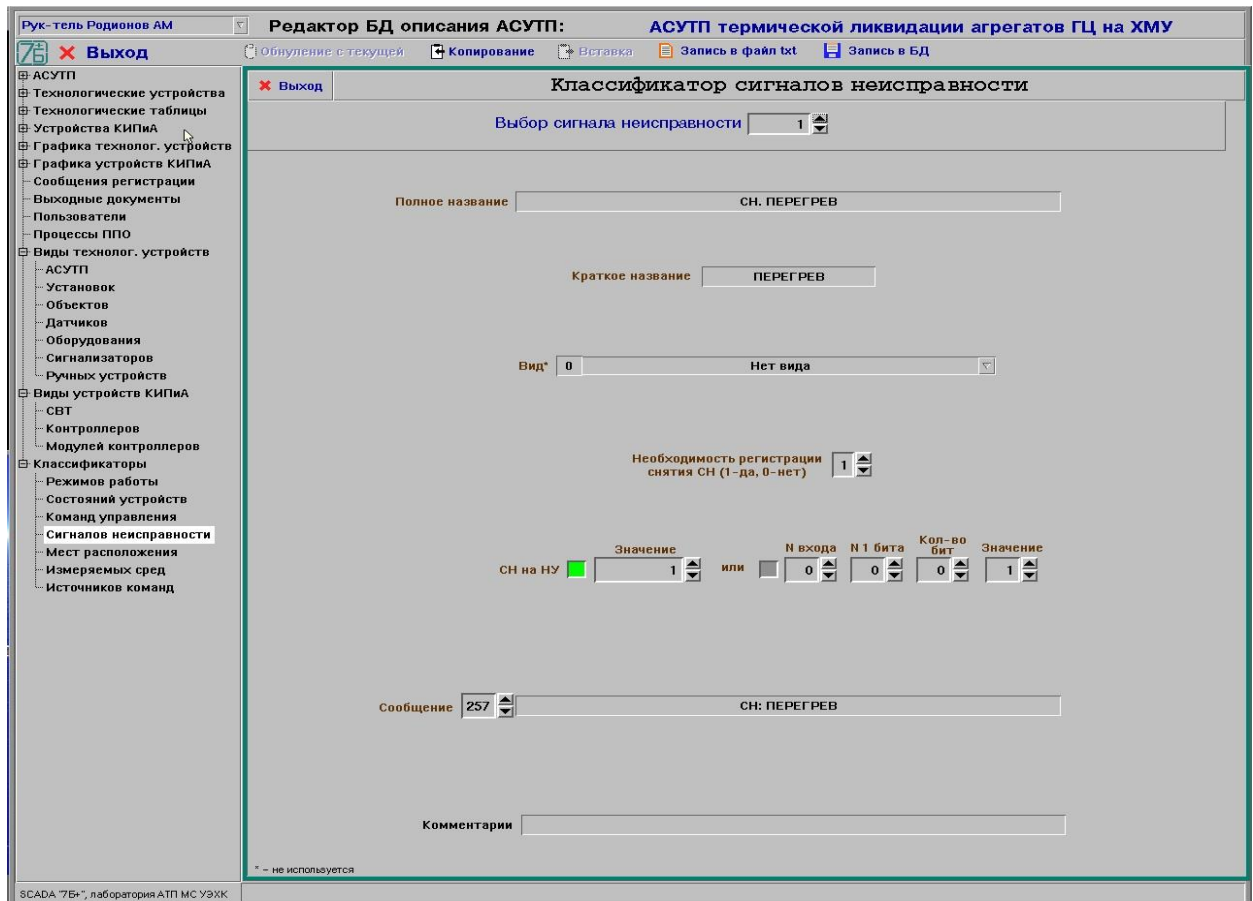 Рук-тель Родионов АМ
Редактор БД описания АСУТП: АСУТП термической ликвидации агрегатов ГЦ на ХМУ
7Б Выход Обнуление с текущей Копирование Вставка Запись в файл txt Запись в БД
АСУТП
Технологические устройства
Технологические таблицы
Устройства КИПиА
Графика технолог. устройств
Графика устройств КИПиА
Сообщения регистрации
Выходные документы
Пользователи
Процессы ППО
Виды технолог. устройств
АСУТП
Установок
Объектов
Датчиков
Оборудования
Сигнализаторов
Ручных устройств
Виды устройств КИПиА
СВТ
Контроллеров
Модулей контроллеров
Классификаторы
Режимов работы
Состояний устройств
Команд управления
Сигналов неисправности
Мест расположения
Измеряемых сред
Источников команд
SCADA "7Б+", лаборатория АТП МС УЭХК
Выход Классификатор сигналов неисправности
Выбор сигнала неисправности 1
Полное название СН. ПЕРЕГРЕВ
Краткое название ПЕРЕГРЕВ
Вид* 0 Нет вида
Необходимость регистрации
снятия СН (1-да, 0-нет) 1
Значение N входа N 1 бита Кол-во бит Значение
СН на НУ 1 или 0 0 0 1
Сообщение 257 СН: ПЕРЕГРЕВ
Комментарии
* - не используется